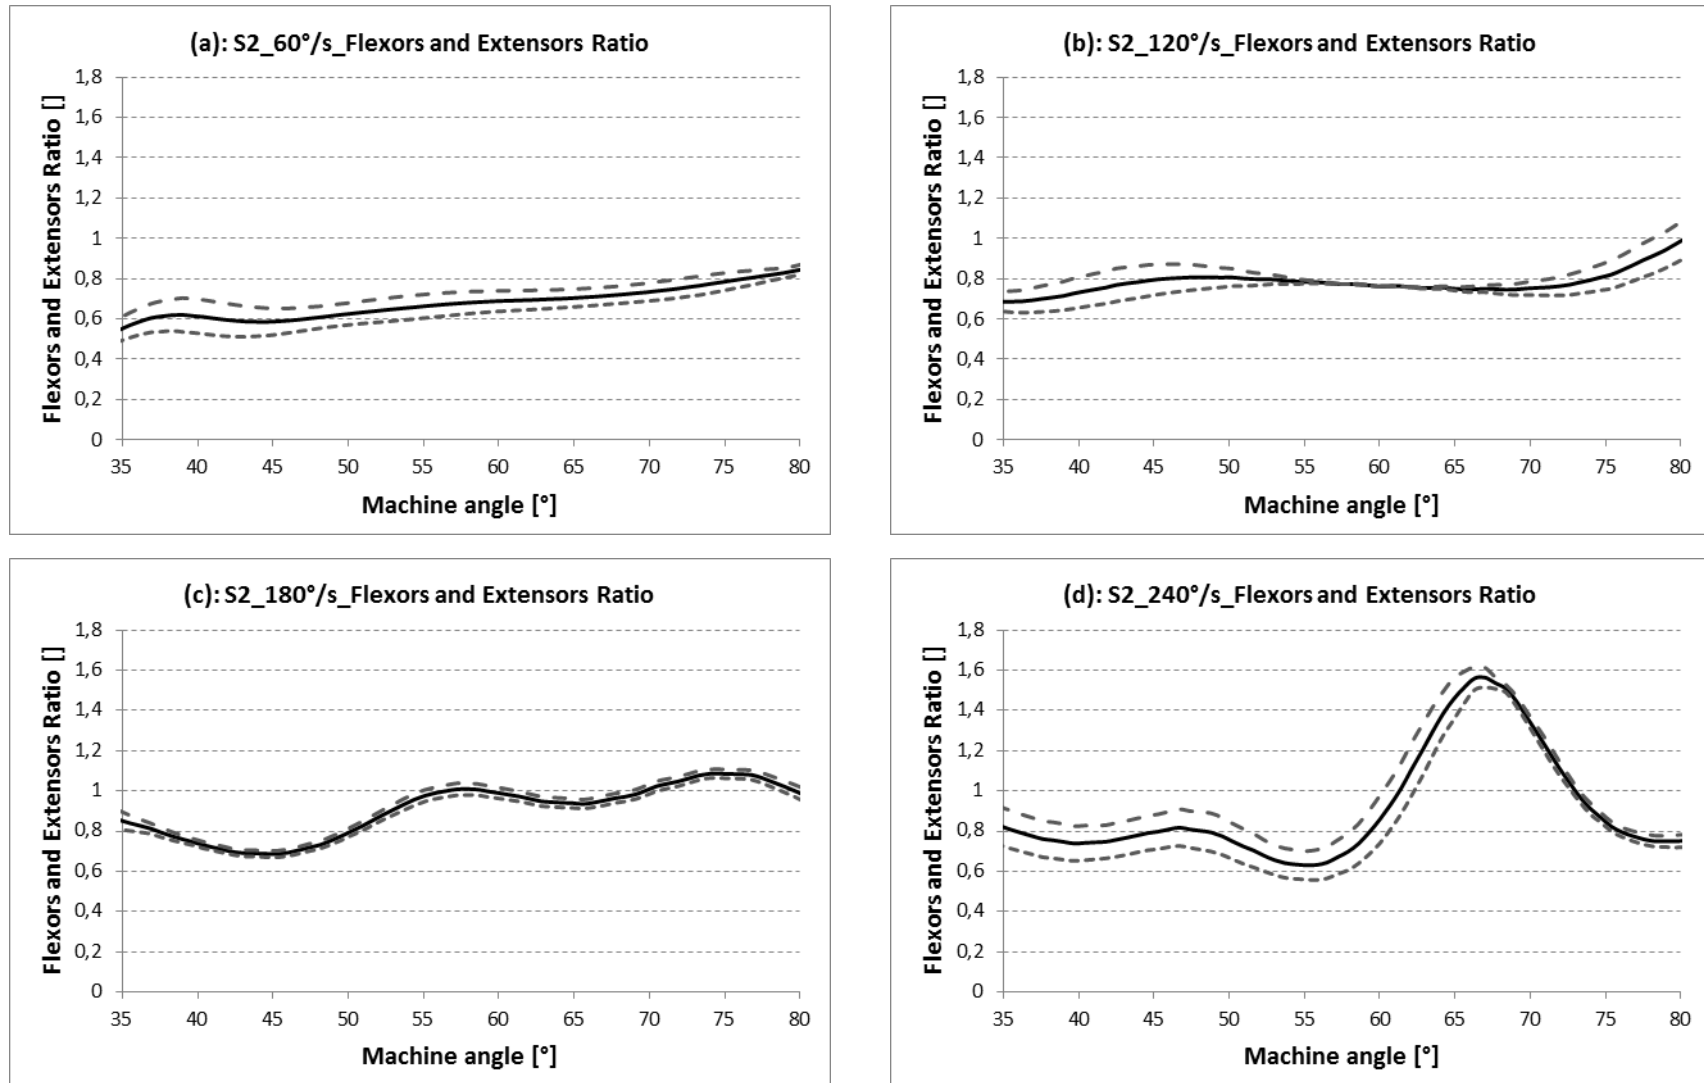 (a): S2_60°/s_Flexors and Extensors Ratio
Flexors and Extensors Ratio []
1,8
1,6
1,4
1,2
1
0,8
0,6
0,4
0,2
0
35 40 45 50 55 60 65 70 75 80
Machine angle [°]
(b): S2_120°/s_Flexors and Extensors Ratio
Flexors and Extensors Ratio []
1,8
1,6
1,4
1,2
1
0,8
0,6
0,4
0,2
0
35 40 45 50 55 60 65 70 75 80
Machine angle [°]
(c): S2_180°/s_Flexors and Extensors Ratio
Flexors and Extensors Ratio []
1,8
1,6
1,4
1,2
1
0,8
0,6
0,4
0,2
0
35 40 45 50 55 60 65 70 75 80
Machine angle [°]
(d): S2_240°/s_Flexors and Extensors Ratio
Flexors and Extensors Ratio []
1,8
1,6
1,4
1,2
1
0,8
0,6
0,4
0,2
0
35 40 45 50 55 60 65 70 75 80
Machine angle [°]